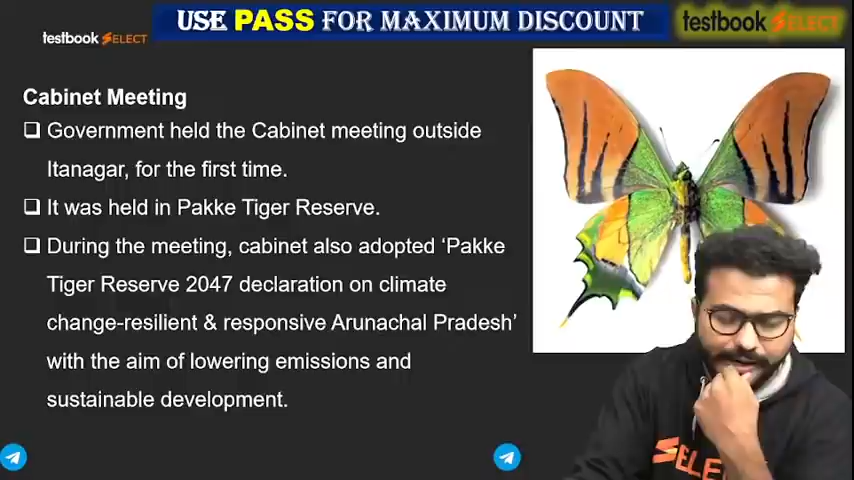 USE PASS FOR MAXIMUM DISCOUNT
testbook SELECT
testbook SELECT
Cabinet Meeting
❑ Government held the Cabinet meeting outside
Itanagar, for the first time.
❑ It was held in Pakke Tiger Reserve.
❑ During the meeting, cabinet also adopted ‘Pakke
Tiger Reserve 2047 declaration on climate
change-resilient & responsive Arunachal Pradesh’
with the aim of lowering emissions and
sustainable development.
SELE